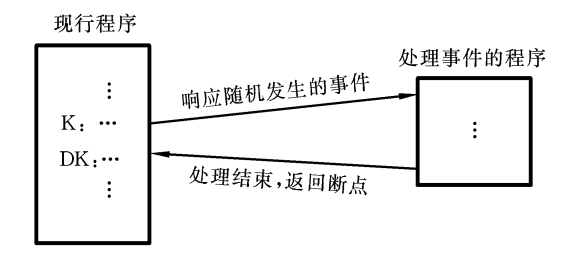 现行程序
处理事件的程序
响应随机发生的事件
⋮
K：⋯
DK：⋯
⋮
⋮
处理结束，返回断点